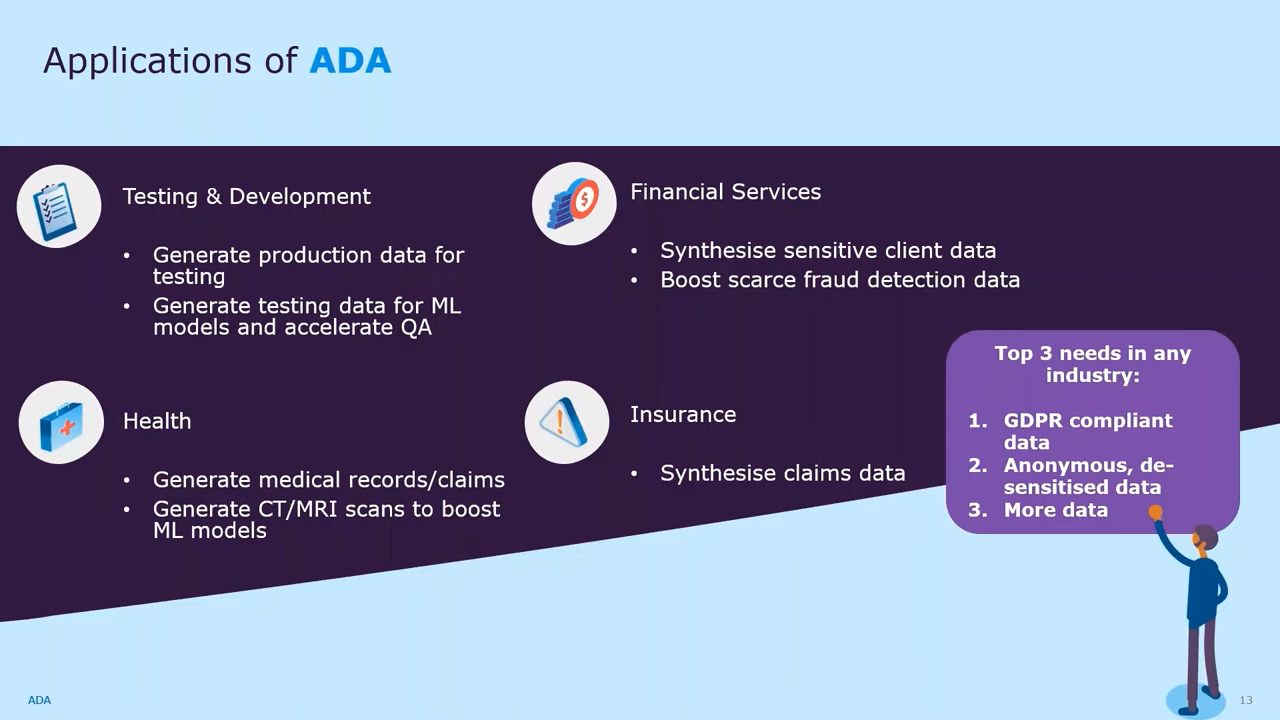 Applications of ADA
Testing & Development
• Generate production data for
testing
• Generate testing data for ML
models and accelerate QA
Financial Services
• Synthesise sensitive client data
• Boost scarce fraud detection data
Health
• Generate medical records/claims
• Generate CT/MRI scans to boost
ML models
Insurance
• Synthesise claims data
Top 3 needs in any
industry:
1. GDPR compliant
data
2. Anonymous, de-
sensitised data
3. More data
ADA
13